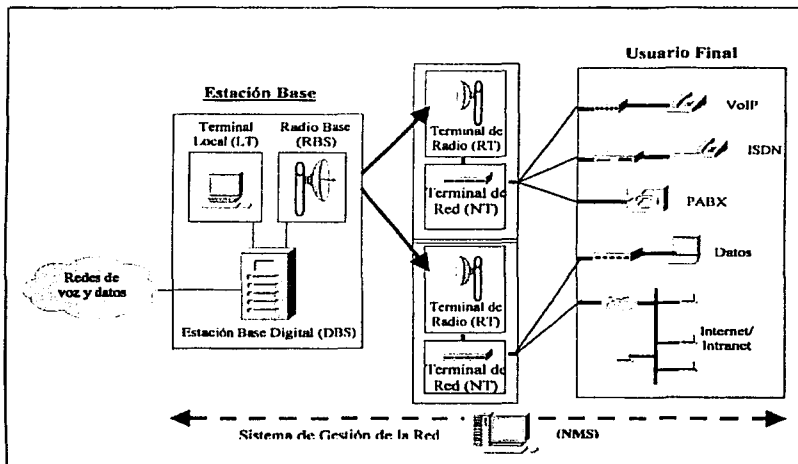 Usuario Final
Estación Base
Terminal
Local (LT)
Radio Base
(RBS)
Redes de
voz y datos
Estación Base Digital (DBS)
Terminal de
Radio (RT)
Terminal de
Red (NT)
Terminal de
Radio (RT)
Terminal de
Red (NT)
VoIP
ISDN
PABX
Datos
Internet/
Intranet
Sistema de Gestión de la Red
(NMS)